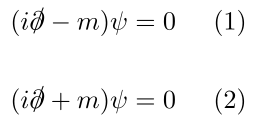 (i∂̸ − m)ψ = 0 (1)
(i∂̸ + m)ψ = 0 (2)